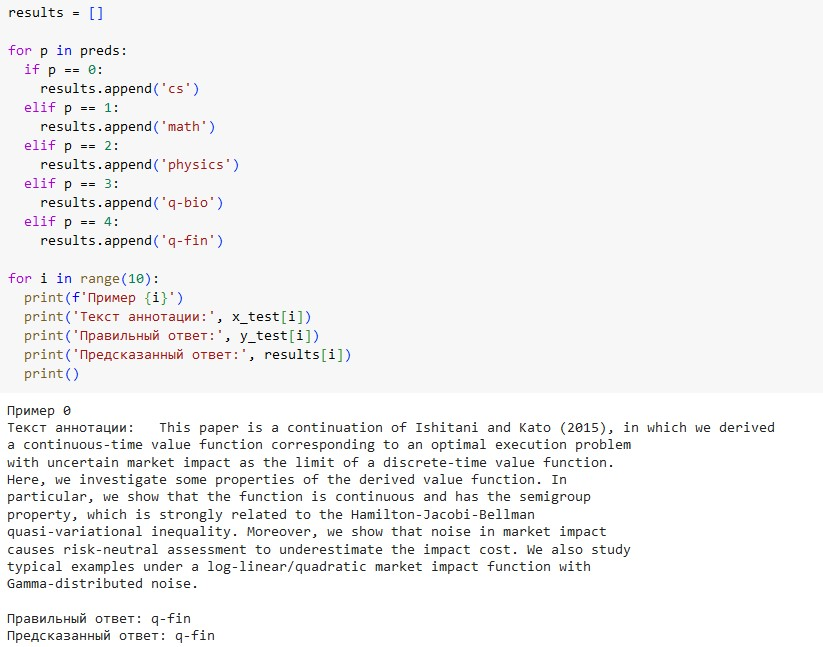 results = []
for p in preds:
  if p == 0:
    results.append('cs')
  elif p == 1:
    results.append('math')
  elif p == 2:
    results.append('physics')
  elif p == 3:
    results.append('q-bio')
  elif p == 4:
    results.append('q-fin')
for i in range(10):
  print(f'Пример {i}')
  print('Текст аннотации:', x_test[i])
  print('Правильный ответ:', y_test[i])
  print('Предсказанный ответ:', results[i])
  print()
Пример 0
Текст аннотации:   This paper is a continuation of Ishitani and Kato (2015), in which we derived
a continuous-time value function corresponding to an optimal execution problem
with uncertain market impact as the limit of a discrete-time value function.
Here, we investigate some properties of the derived value function. In
particular, we show that the function is continuous and has the semigroup
property, which is strongly related to the Hamilton-Jacobi-Bellman
quasi-variational inequality. Moreover, we show that noise in market impact
causes risk-neutral assessment to underestimate the impact cost. We also study
typical examples under a log-linear/quadratic market impact function with
Gamma-distributed noise.
Правильный ответ: q-fin
Предсказанный ответ: q-fin